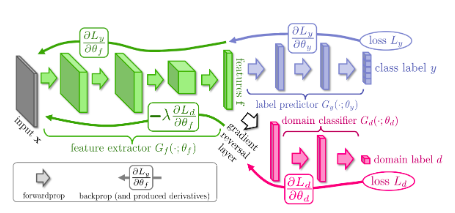 ∂L_y/∂θ_f
∂L_y/∂θ_y
loss L_y
input x
features f
class label y
label predictor G_y(·; θ_y)
−λ ∂L_d/∂θ_f
feature extractor G_f(·; θ_f)
gradient
reversal
layer
domain classifier G_d(·; θ_d)
domain label d
∂L_d/∂θ_d
loss L_d
forwardprop
∂L_y/∂θ_f
backprop (and produced derivatives)